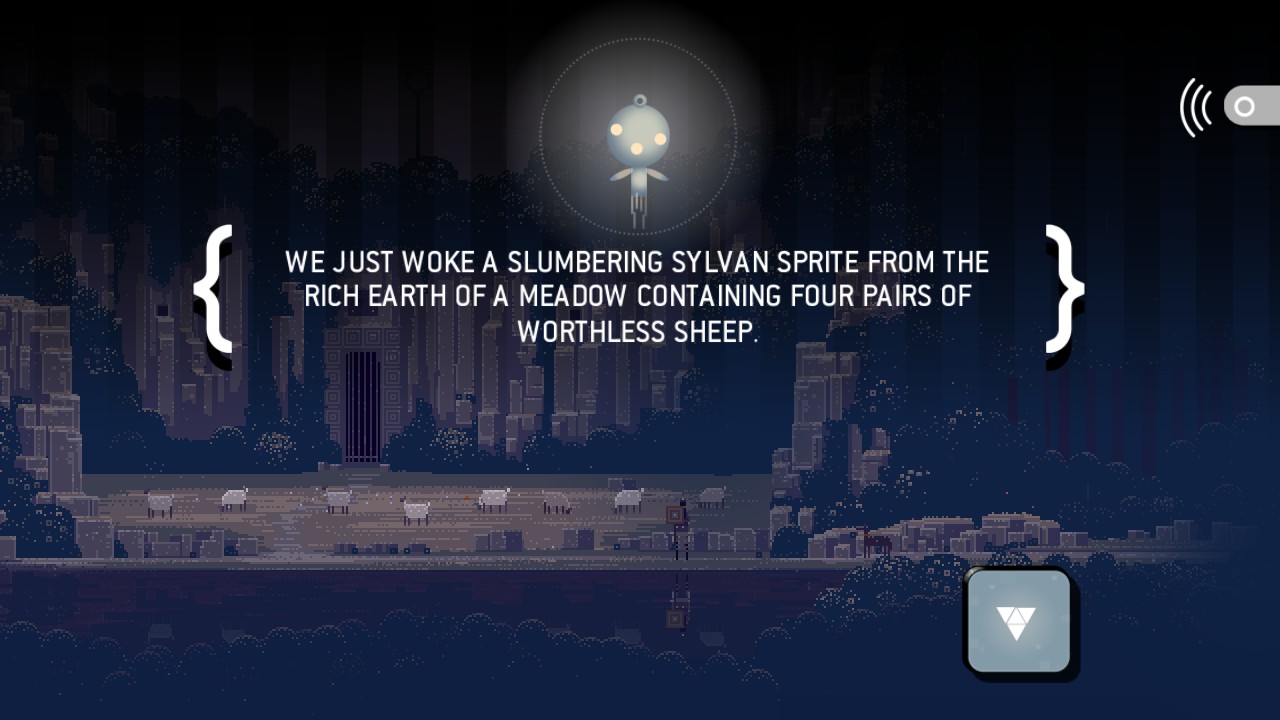 WE JUST WOKE A SLUMBERING SYLVAN SPRITE FROM THE
RICH EARTH OF A MEADOW CONTAINING FOUR PAIRS OF
WORTHLESS SHEEP.